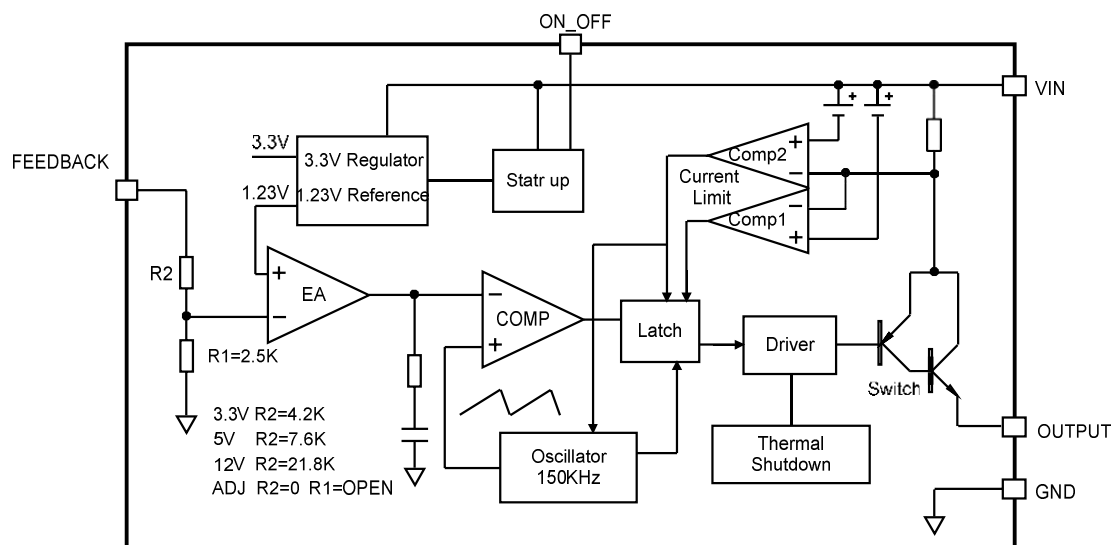 ON_OFF
VIN
FEEDBACK
3.3V
3.3V Regulator
1.23V
1.23V Reference
Statr up
Comp2
Current
Limit
Comp1
+
−
−
+
+
+
R2
+
EA
−
−
COMP
+
Latch
Driver
Switch
R1=2.5K
3.3V R2=4.2K
5V R2=7.6K
12V R2=21.8K
ADJ R2=0 R1=OPEN
Oscillator
150KHz
Thermal
Shutdown
OUTPUT
GND